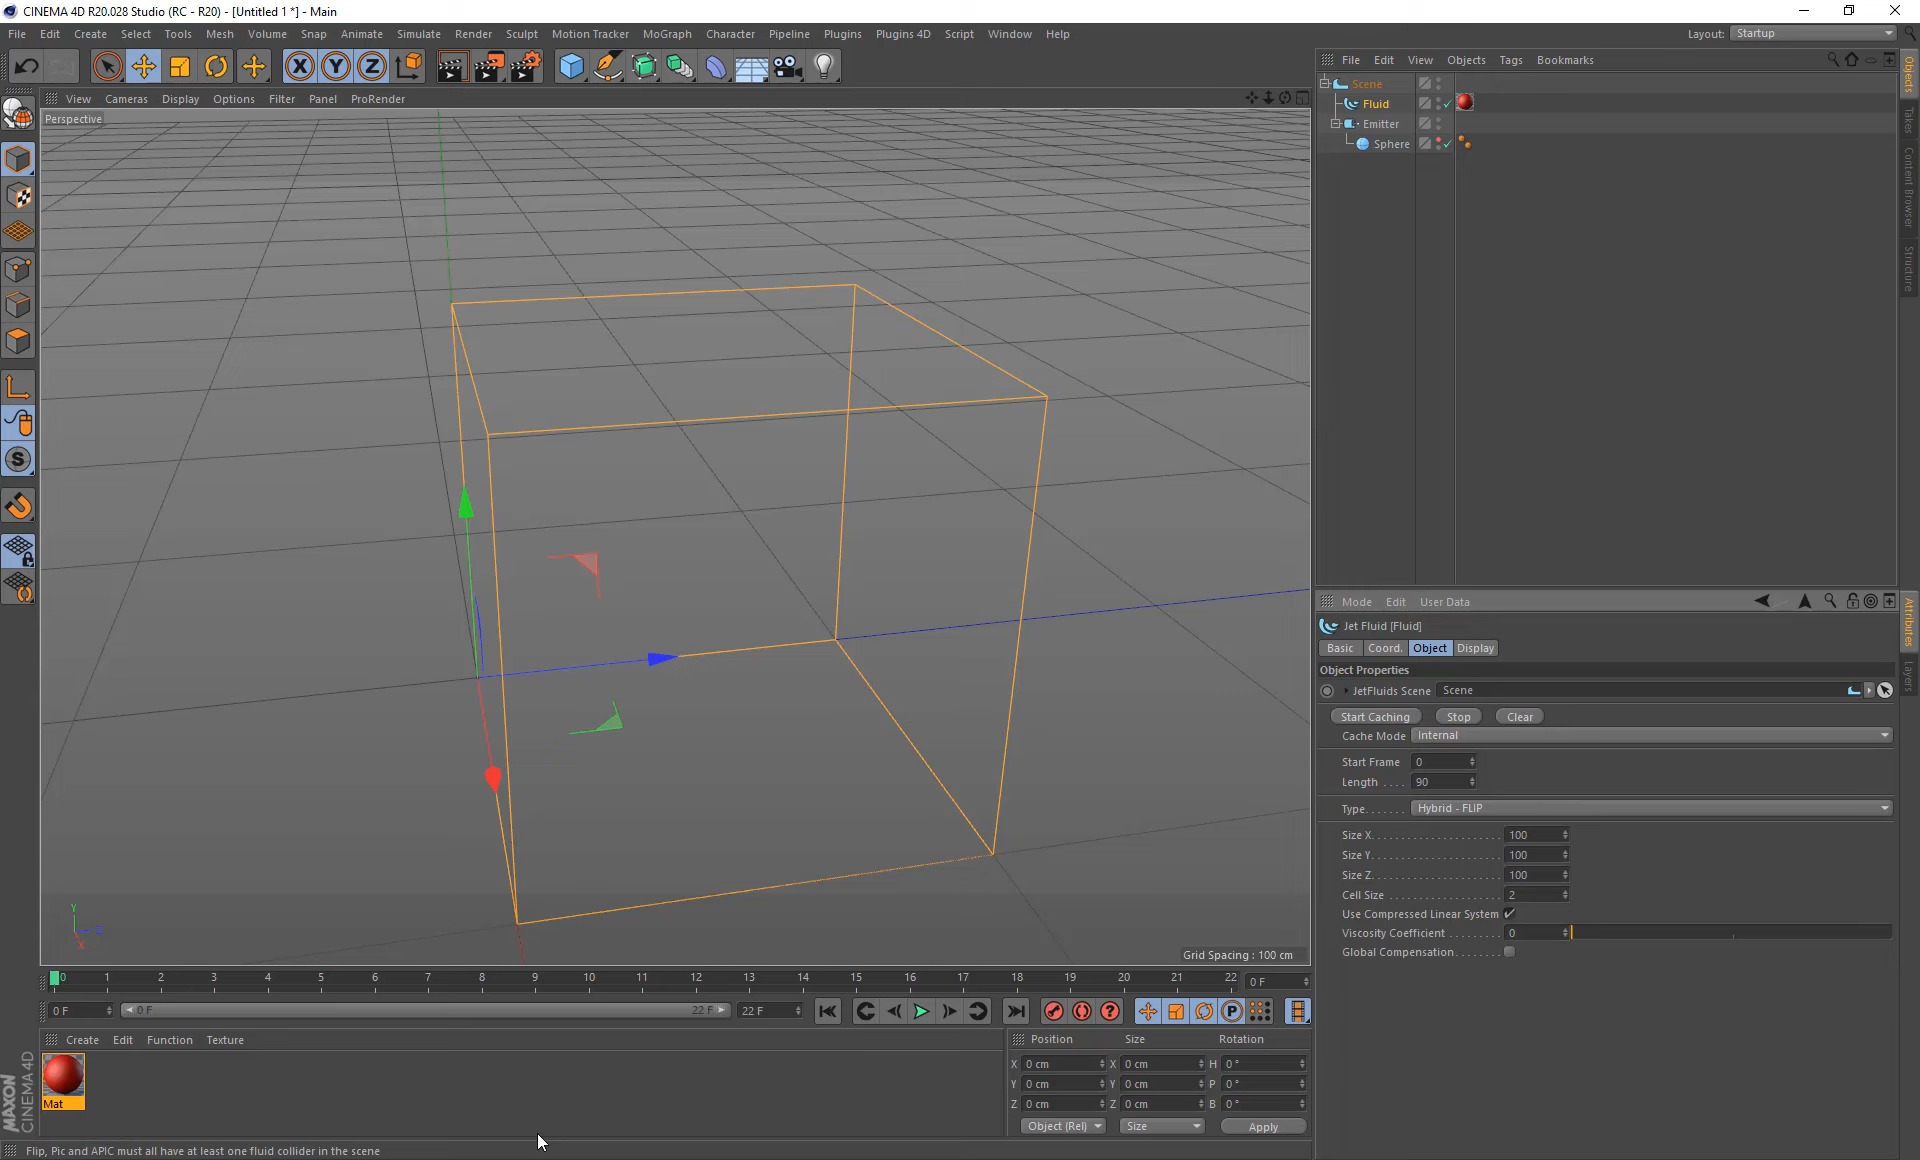 CINEMA 4D R20.028 Studio (RC - R20) - [Untitled 1 *] - Main
File Edit Create Select Tools Mesh Volume Snap Animate Simulate Render Sculpt Motion Tracker MoGraph Character Pipeline Plugins Plugins 4D Script Window Help
Layout: Startup
File Edit View Objects Tags Bookmarks
Scene
Fluid
Emitter
Sphere
Objects
Takes
Content Browser
Structure
View Cameras Display Options Filter Panel ProRender
Perspective
Y
Z
X
Grid Spacing : 100 cm
Mode Edit User Data
Jet Fluid [Fluid]
Basic Coord. Object Display
Object Properties
JetFluids Scene Scene
Start Caching Stop Clear
Cache Mode Internal
Start Frame 0
Length .... 90
Type....... Hybrid - FLIP
Size X. 100
Size Y. 100
Size Z. 100
Cell Size 2
Use Compressed Linear System
Viscosity Coefficient 0
Global Compensation
Attributes
Layers
0 1 2 3 4 5 6 7 8 9 10 11 12 13 14 15 16 17 18 19 20 21 22 0 F
0 F 0 F 22 F 22 F
Create Edit Function Texture
Mat
Position Size Rotation
X 0 cm X 0 cm H 0 °
Y 0 cm Y 0 cm P 0 °
Z 0 cm Z 0 cm B 0 °
Object (Rel) Size Apply
MAXON
CINEMA 4D
Flip, Pic and APIC must all have at least one fluid collider in the scene